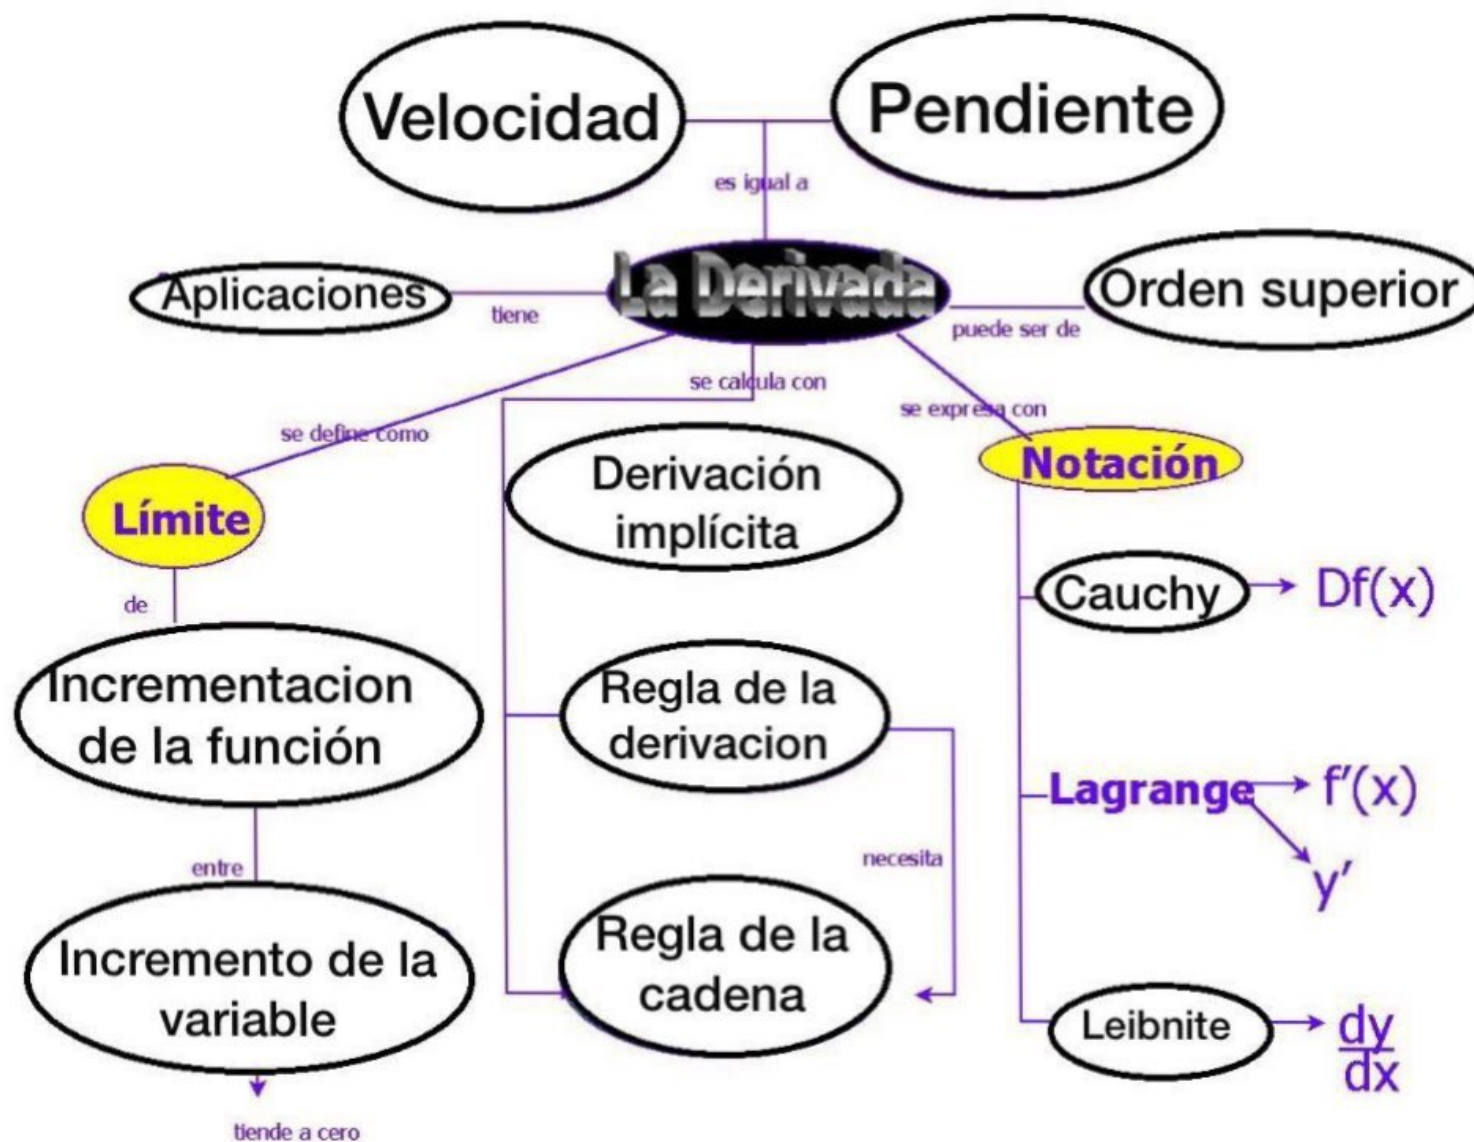 Velocidad
Pendiente
es igual a
La Derivada
Aplicaciones
tiene
Orden superior
puede ser de
se calcula con
se expresa con
se define como
Límite
de
Incrementacion
de la función
entre
Incremento de la
variable
tiende a cero
Derivación
implícita
Regla de la
derivacion
necesita
Regla de la
cadena
Notación
Cauchy
Df(x)
Lagrange
f'(x)
y'
Leibnite
dy
dx